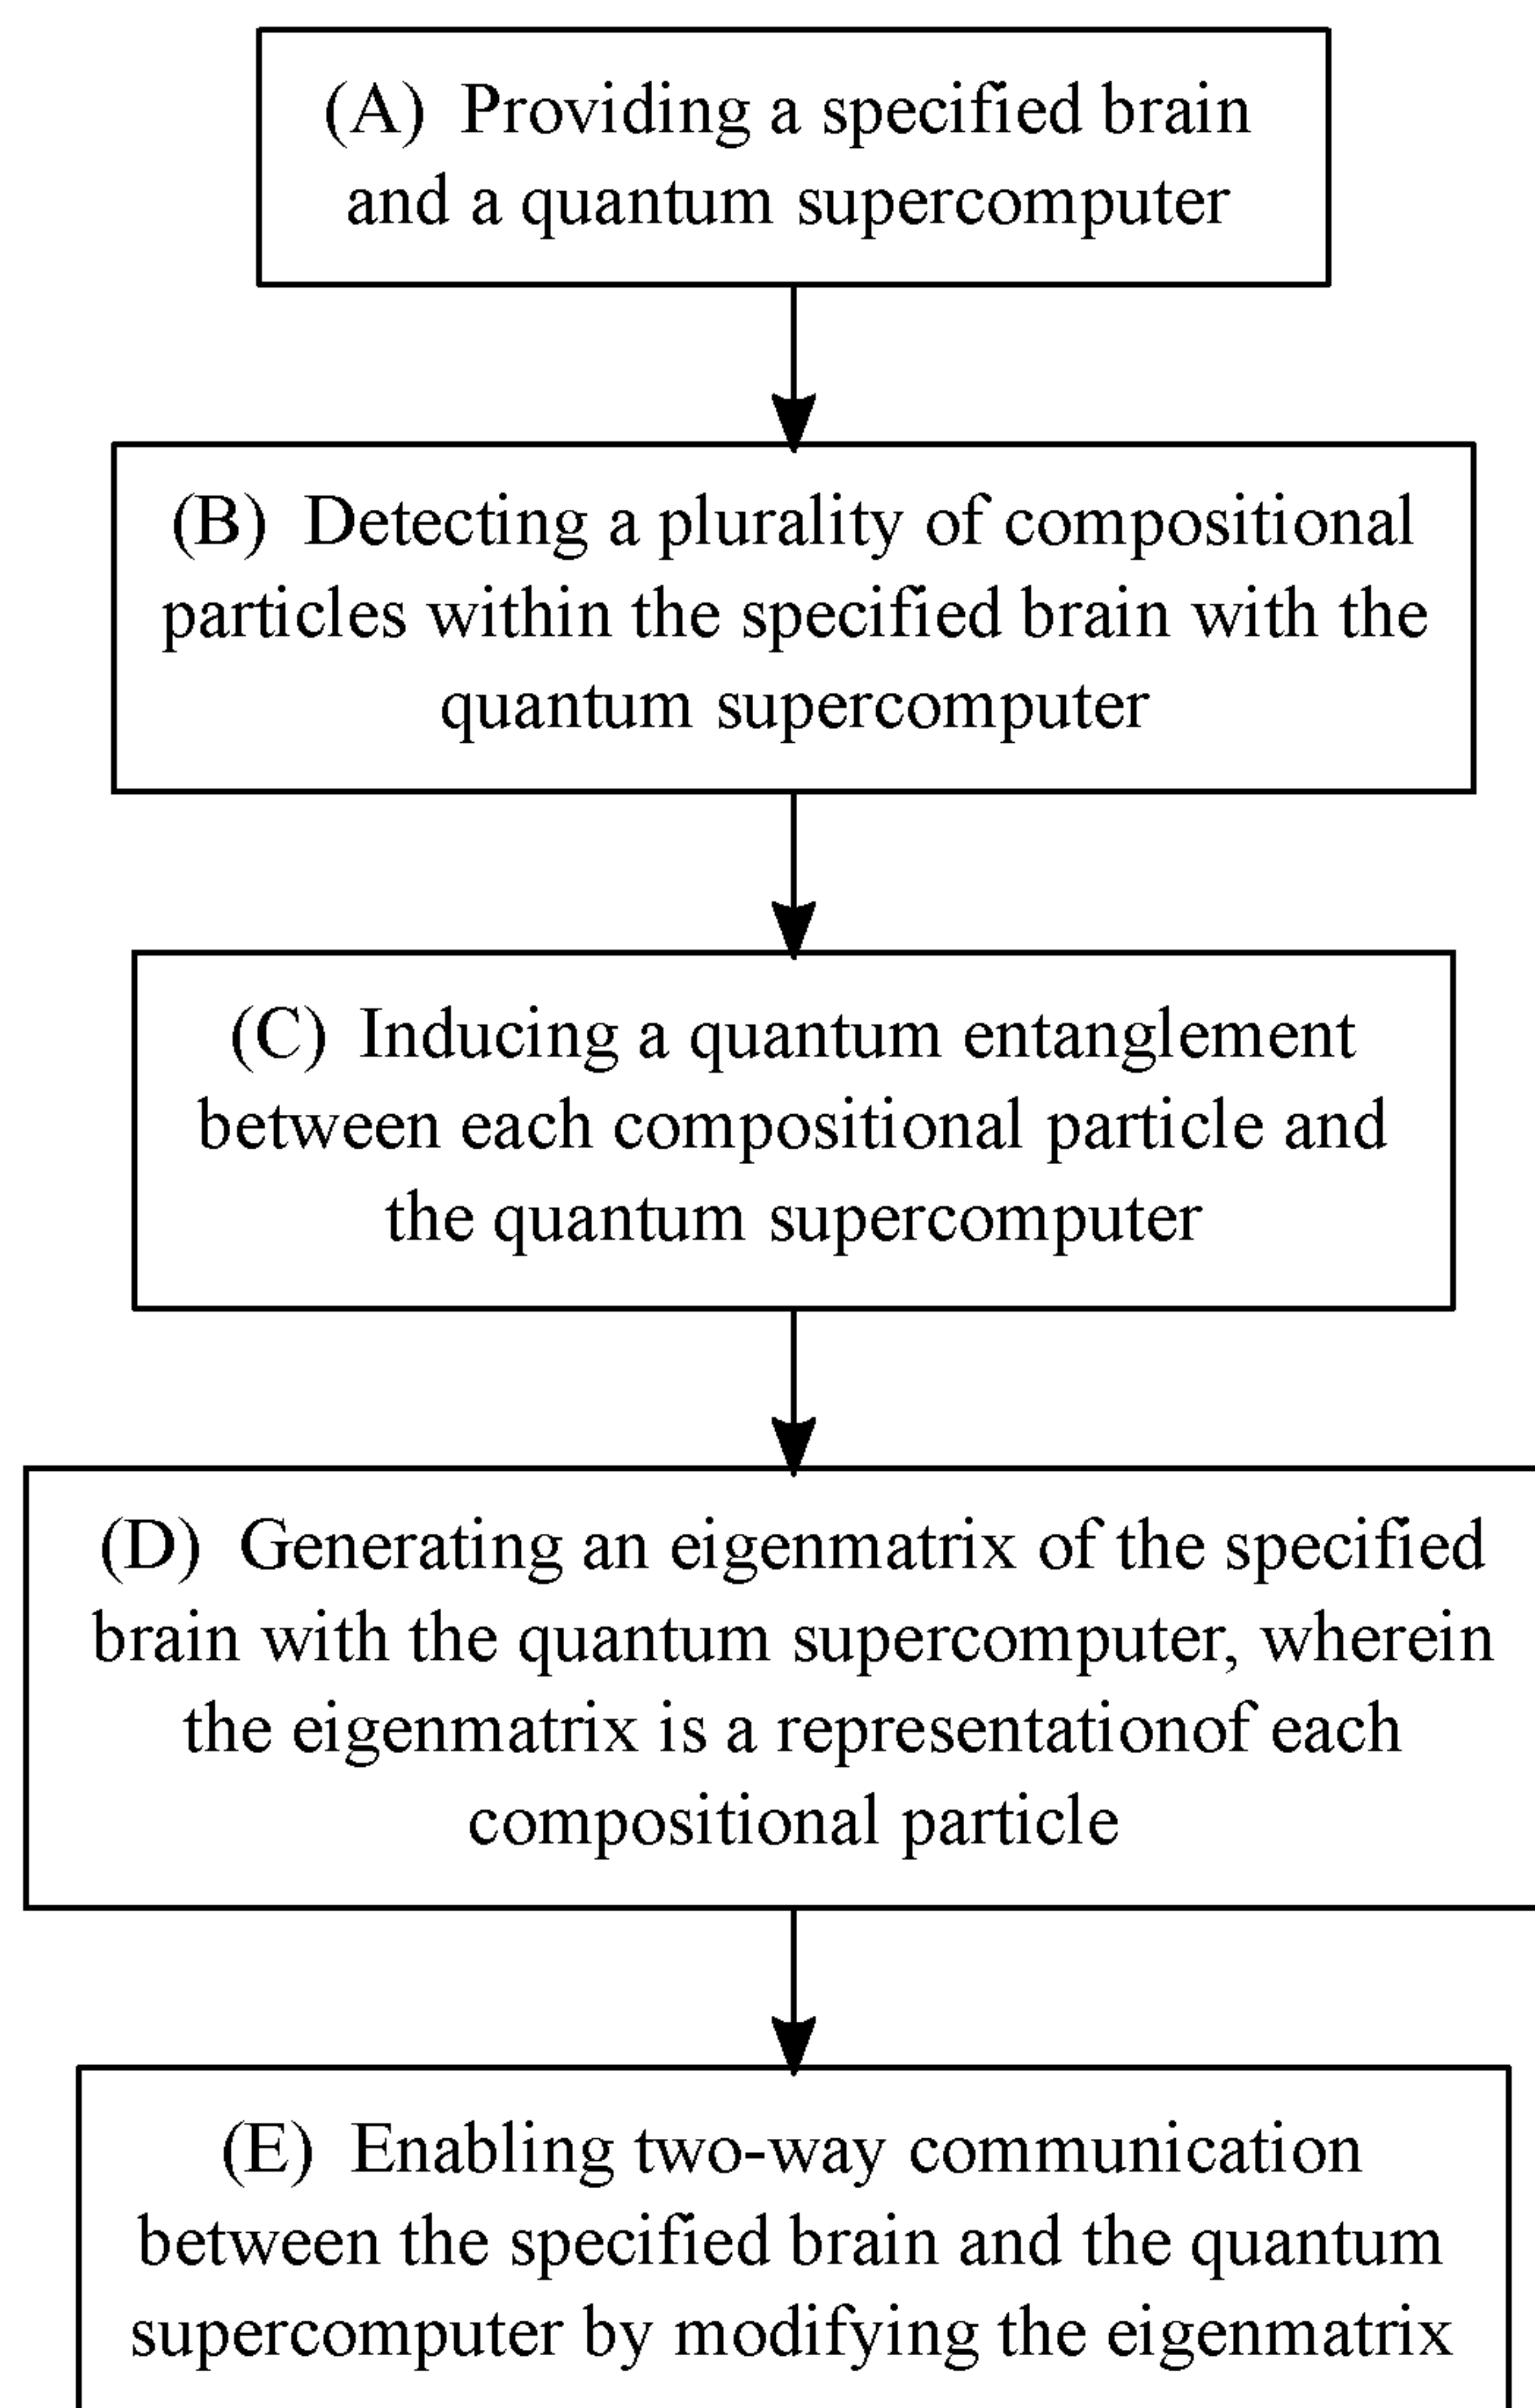 (A) Providing a specified brain
and a quantum supercomputer
(B) Detecting a plurality of compositional
particles within the specified brain with the
quantum supercomputer
(C) Inducing a quantum entanglement
between each compositional particle and
the quantum supercomputer
(D) Generating an eigenmatrix of the specified
brain with the quantum supercomputer, wherein
the eigenmatrix is a representationof each
compositional particle
(E) Enabling two-way communication
between the specified brain and the quantum
supercomputer by modifying the eigenmatrix